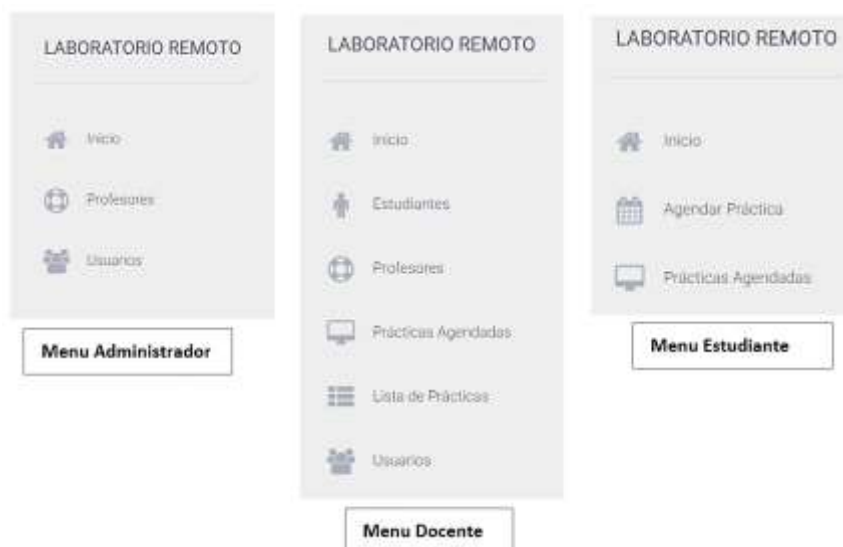 LABORATORIO REMOTO
Inicio
Profesores
Usuarios
Menu Administrador
LABORATORIO REMOTO
Inicio
Estudiantes
Profesores
Prácticas Agendadas
Lista de Prácticas
Usuarios
Menu Docente
LABORATORIO REMOTO
Inicio
Agendar Práctica
Prácticas Agendadas
Menu Estudiante